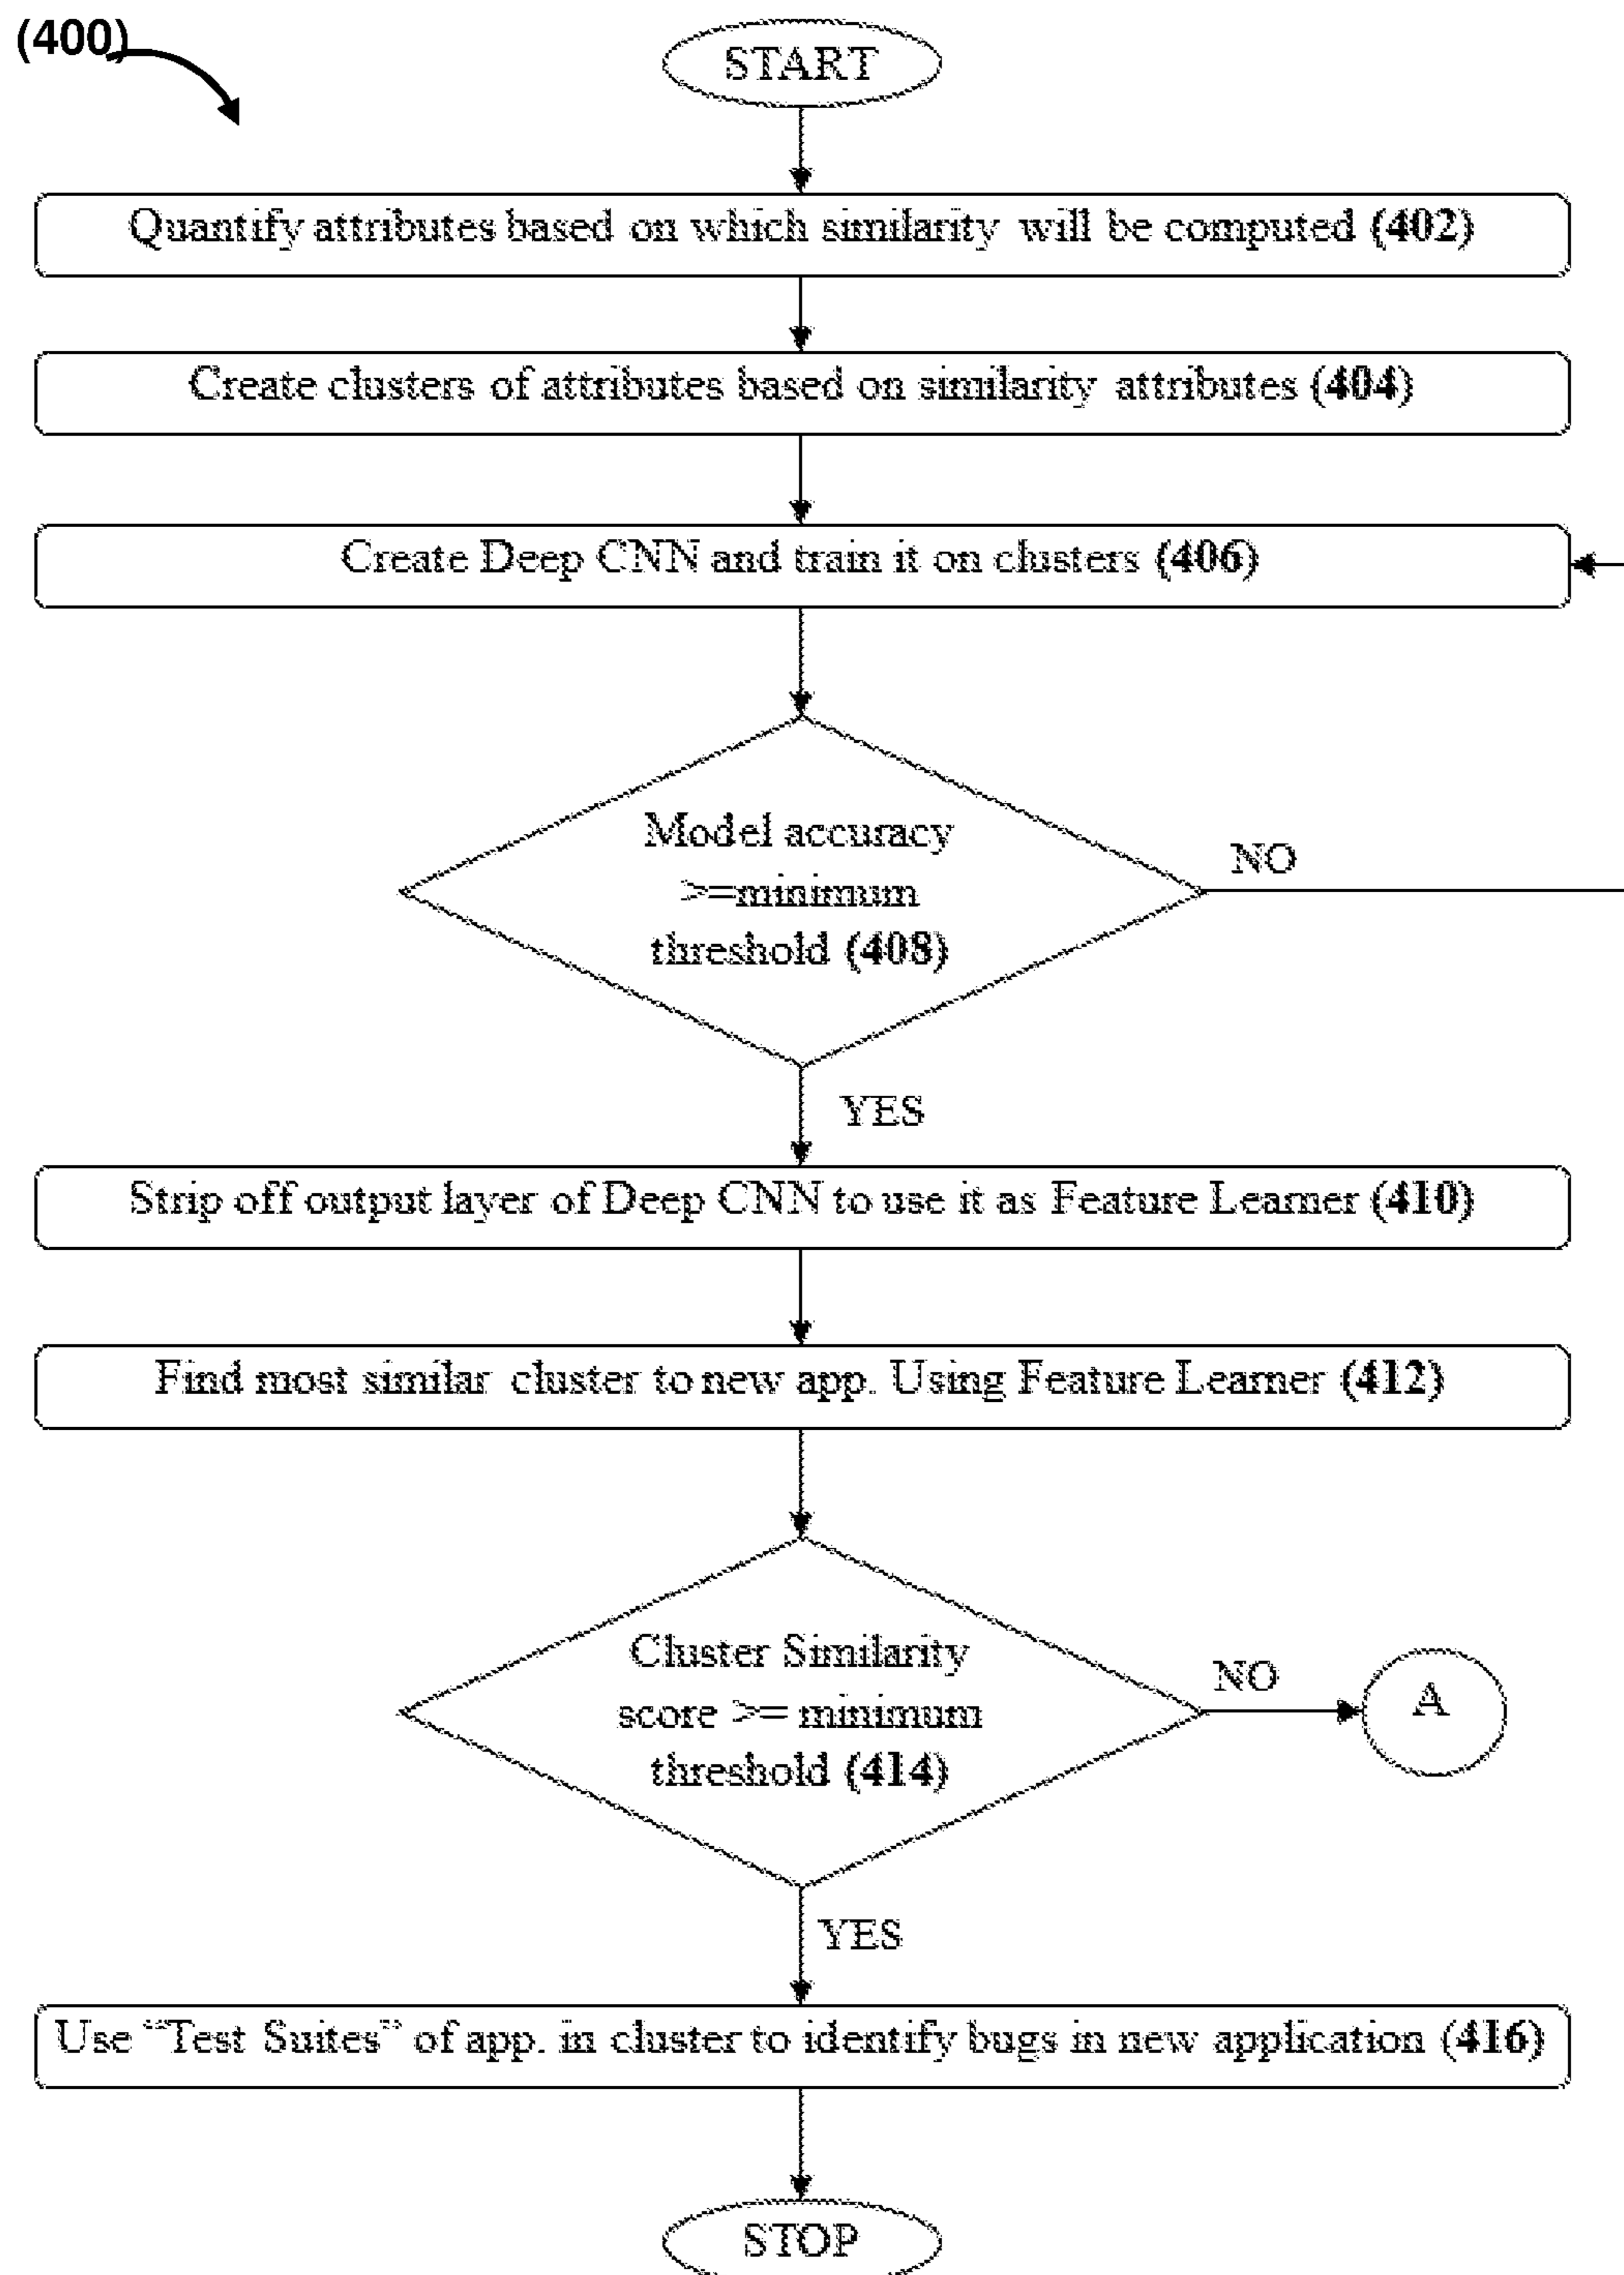 (400)
START
Quantify attributes based on which similarity will be computed (402)
Create clusters of attributes based on similarity attributes (404)
Create Deep CNN and train it on clusters (406)
Model accuracy
>=minimum
threshold (408)
NO
YES
Strip off output layer of Deep CNN to use it as Feature Learner (410)
Find most similar cluster to new app. Using Feature Learner (412)
Cluster Similarity
score >= minimum
threshold (414)
NO
A
YES
Use “Test Suites” of app. in cluster to identify bugs in new application (416)
STOP